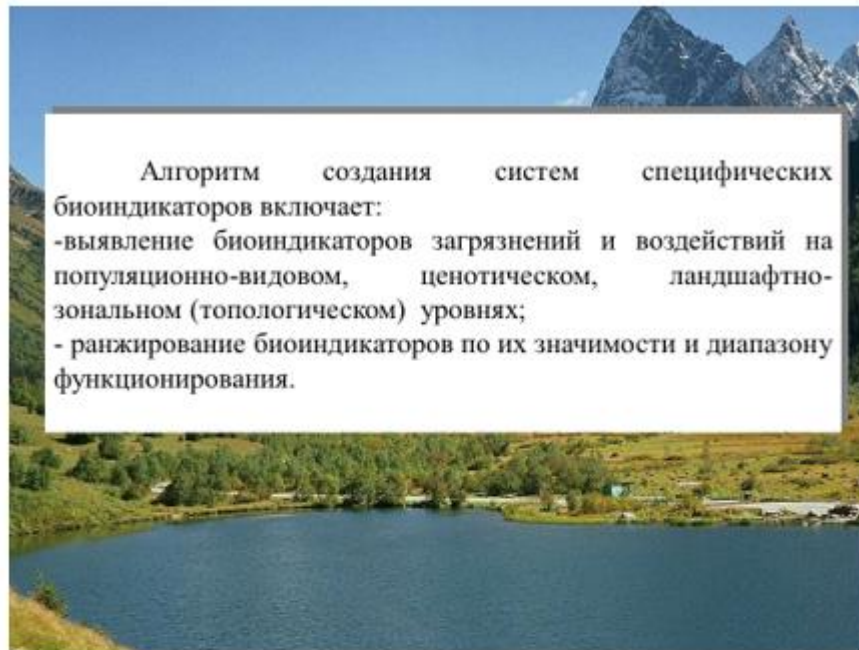 Алгоритм создания систем специфических
биоиндикаторов включает:
-выявление биоиндикаторов загрязнений и воздействий на
популяционно-видовом, ценотическом, ландшафтно-
зональном (топологическом) уровнях;
- ранжирование биоиндикаторов по их значимости и диапазону
функционирования.